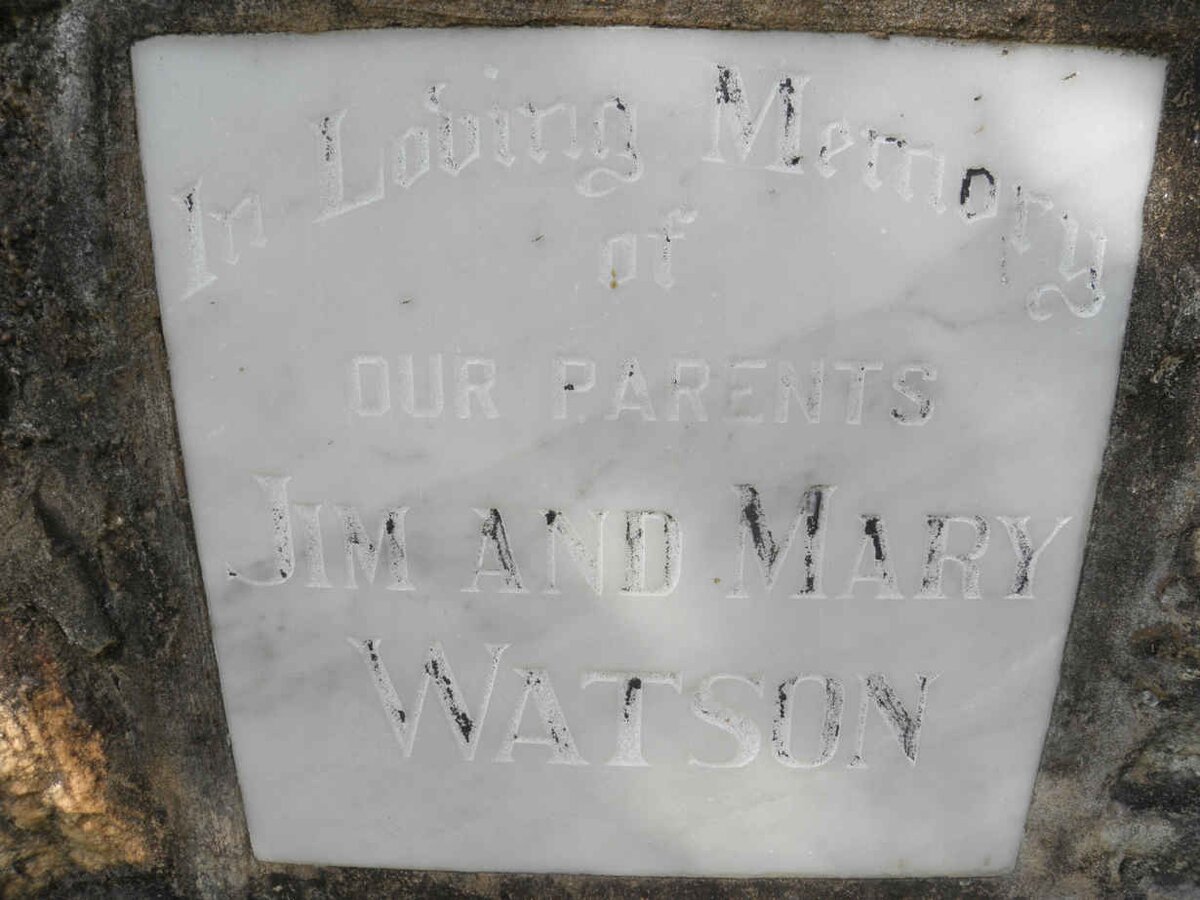 In Loving Memory
of
OUR PARENTS
JIM AND MARY
WATSON